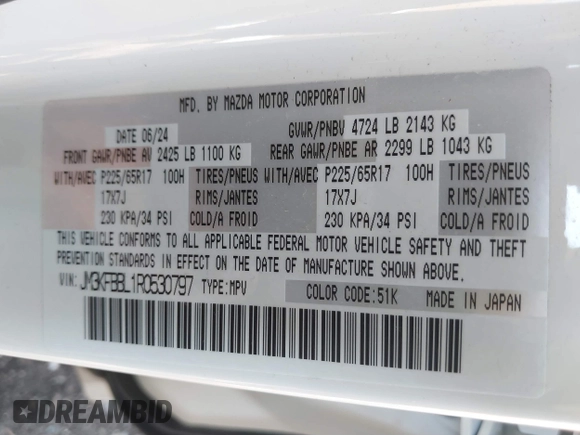 MFD. BY MAZDA MOTOR CORPORATION
DATE 06/24 GVWR/PNBV 4724 LB 2143 KG
FRONT GAWR/PNBE AV 2425 LB 1100 KG REAR GAWR/PNBE AR 2299 LB 1043 KG
WITH/AVEC P225/65R17 100H TIRES/PNEUS WITH/AVEC P225/65R17 100H TIRES/PNEUS
17X7J RIMS/JANTES 17X7J RIMS/JANTES
230 KPA/34 PSI COLD/A FROID 230 KPA/34 PSI COLD/A FROID
THIS VEHICLE CONFORMS TO ALL APPLICABLE FEDERAL MOTOR VEHICLE SAFETY AND THEFT
PREVENTION STANDARDS IN EFFECT ON THE DATE OF MANUFACTURE SHOWN ABOVE.
VIN: JM3KFBBL1R0530797 TYPE:MPV COLOR CODE:51K MADE IN JAPAN
DREAMBID